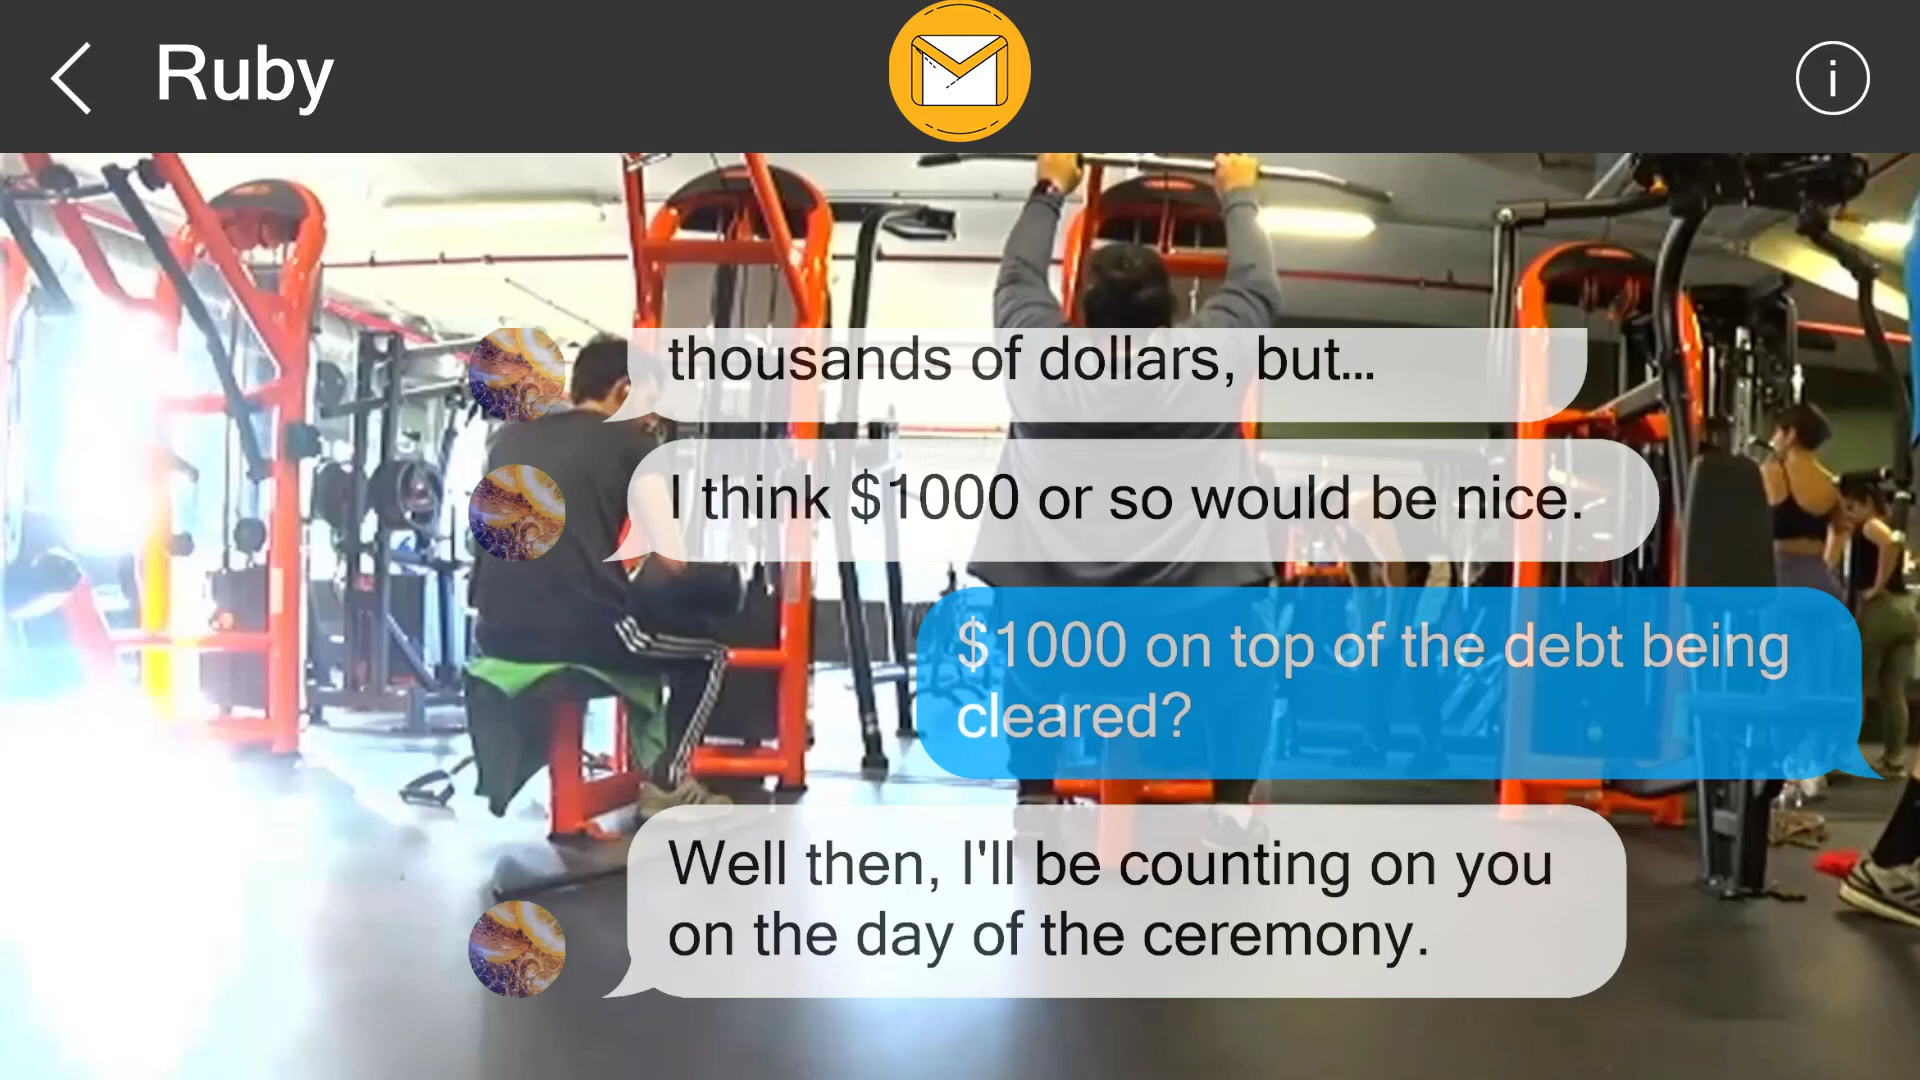 Ruby
thousands of dollars, but...
I think $1000 or so would be nice.
$1000 on top of the debt being
cleared?
Well then, I'll be counting on you
on the day of the ceremony.